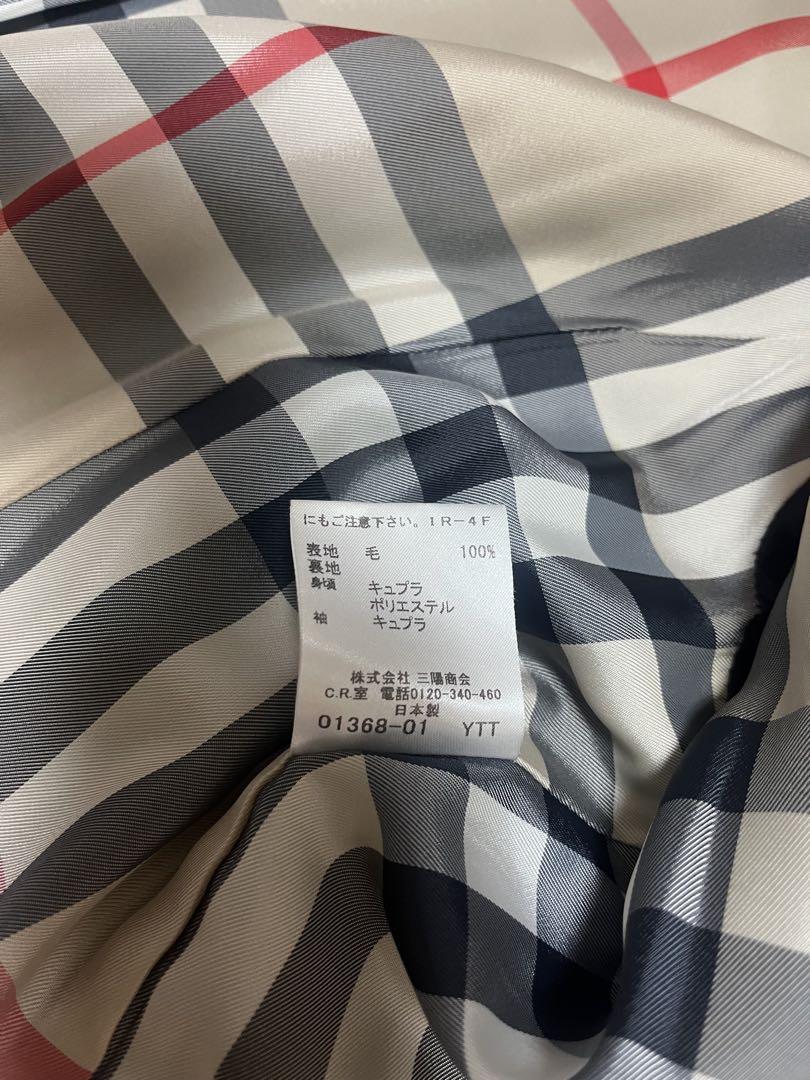 にもご注意下さい。IR-4F
表地 毛 100%
裏地
身頃 キュプラ
ポリエステル
袖 キュプラ
株式会社 三陽商会
C.R.室 電話0120-340-460
日本製
01368-01 YTT